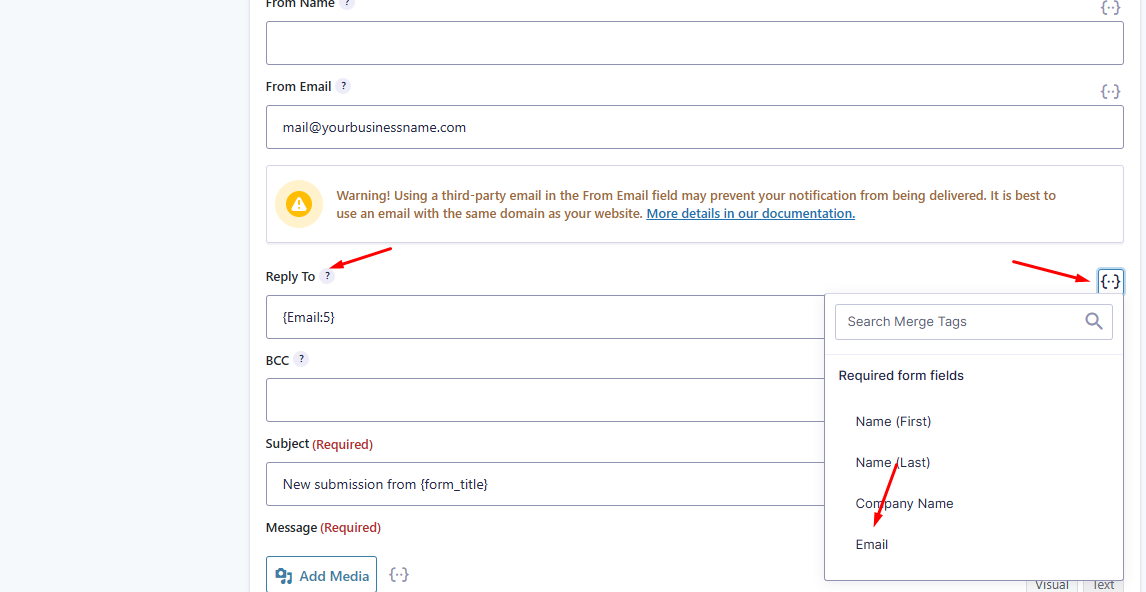 From Name ?
{··}
From Email ?
{··}
mail@yourbusinessname.com
Warning! Using a third-party email in the From Email field may prevent your notification from being delivered. It is best to
use an email with the same domain as your website. More details in our documentation.
Reply To ?
{··}
{Email:5}
Search Merge Tags
BCC ?
Required form fields
Name (First)
Subject (Required)
Name (Last)
New submission from {form_title}
Company Name
Message (Required)
Email
Add Media {··}
Visual Text